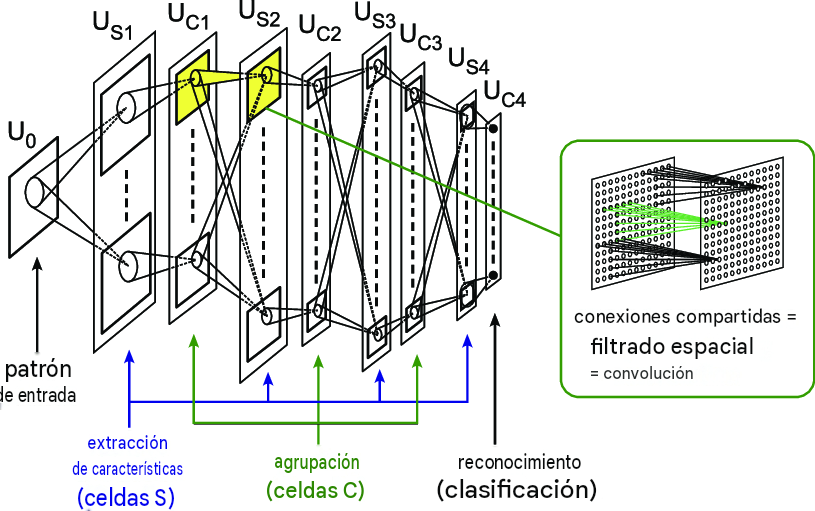 U0
US1
UC1
US2
UC2
US3
UC3
US4
UC4
patrón
de entrada
extracción
de características
(celdas S)
agrupación
(celdas C)
reconocimiento
(clasificación)
conexiones compartidas =
filtrado espacial
= convolución